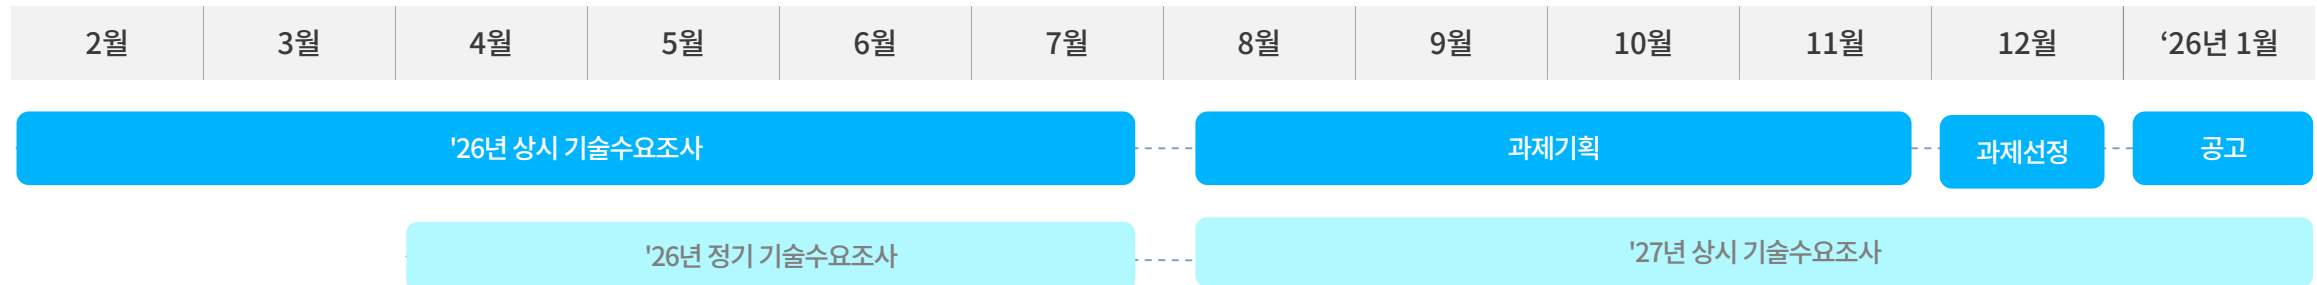 2월 3월 4월 5월 6월 7월 8월 9월 10월 11월 12월 ‘26년 1월
'26년 상시 기술수요조사 과제기획 과제선정 공고
'26년 정기 기술수요조사 '27년 상시 기술수요조사